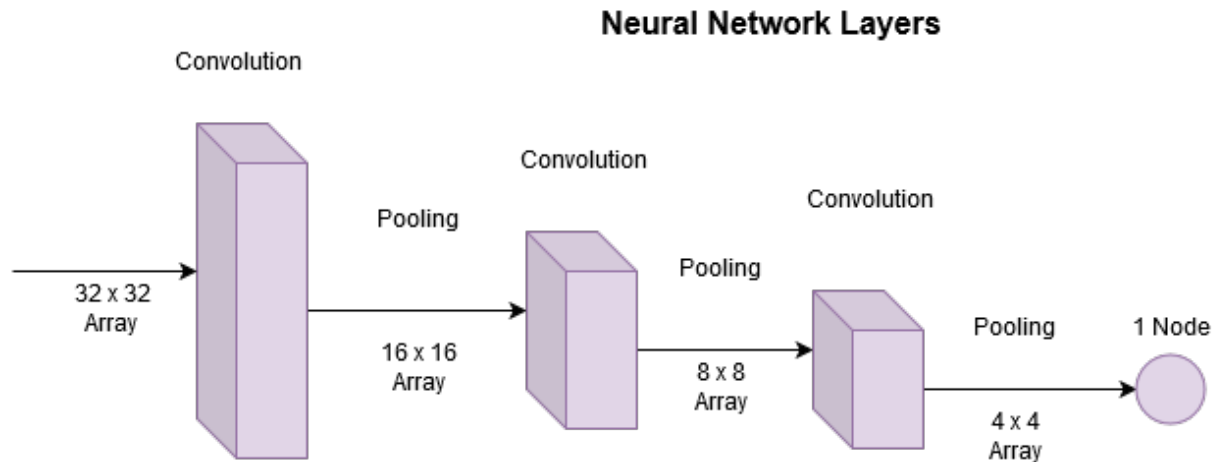 Neural Network Layers
Convolution
32 x 32
Array
Pooling
16 x 16
Array
Convolution
Pooling
8 x 8
Array
Convolution
Pooling
4 x 4
Array
1 Node